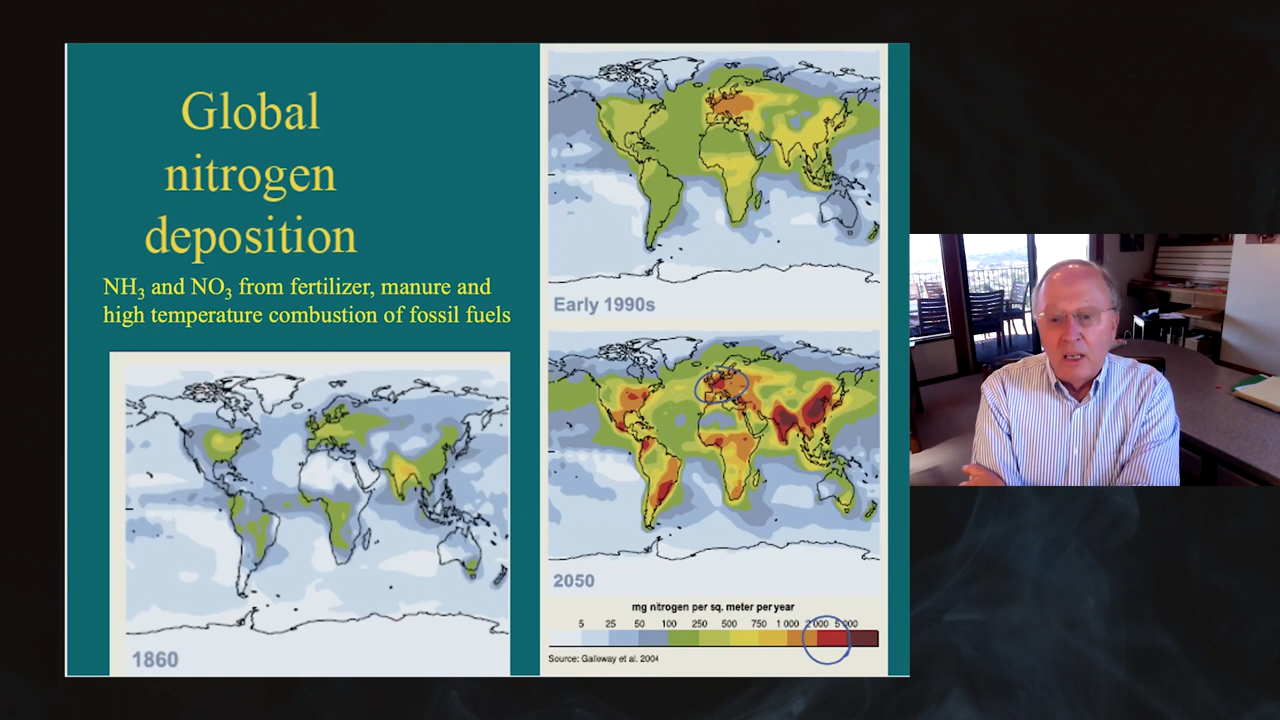 Global
nitrogen
deposition
NH₃ and NO₃ from fertilizer, manure and
high temperature combustion of fossil fuels
1860
Early 1990s
2050
mg nitrogen per sq. meter per year
5 25 50 100 250 500 750 1 000 2 000 5 000
Source: Galloway et al. 2004